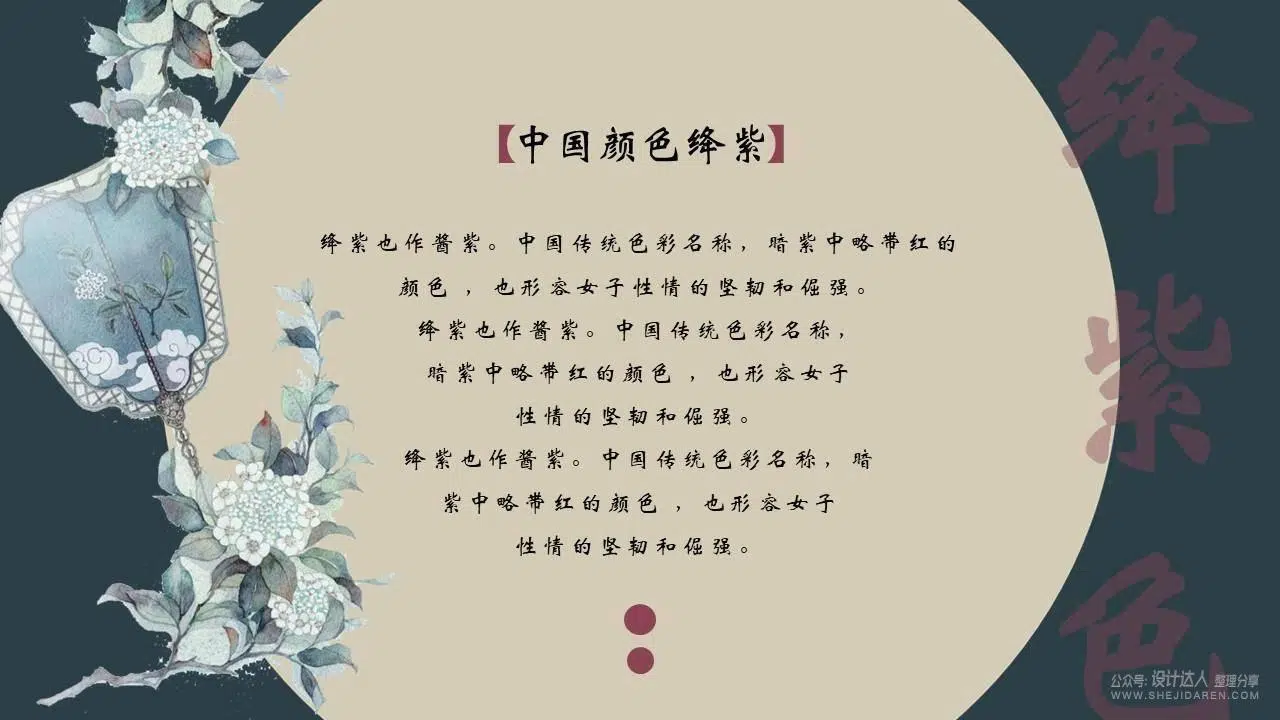 【中国颜色绛紫】
绛紫也作酱紫。中国传统色彩名称，暗紫中略带红的
颜色 ，也形容女子性情的坚韧和倔强。
绛紫也作酱紫。中国传统色彩名称，
暗紫中略带红的颜色 ，也形容女子
性情的坚韧和倔强。
绛紫也作酱紫。中国传统色彩名称，暗
紫中略带红的颜色 ，也形容女子
性情的坚韧和倔强。
绛紫色
公众号: 设计达人 整理分享
WWW.SHEJIDAREN.COM